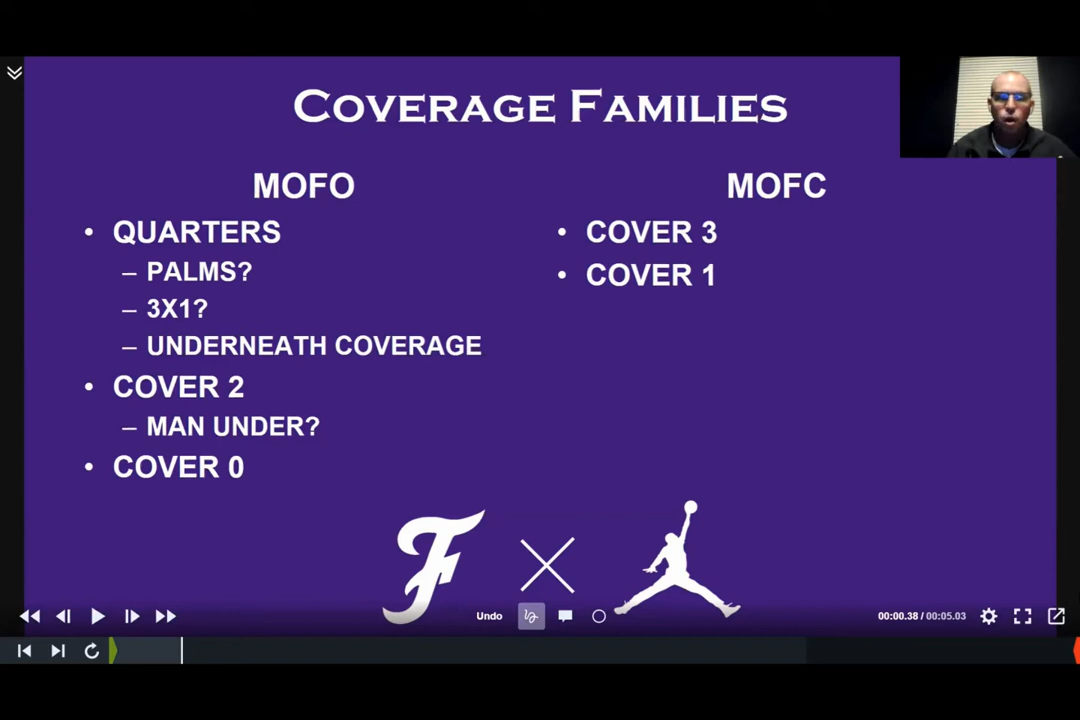 COVERAGE FAMILIES
MOFO
• QUARTERS
– PALMS?
– 3X1?
– UNDERNEATH COVERAGE
• COVER 2
– MAN UNDER?
• COVER 0
MOFC
• COVER 3
• COVER 1
F
Undo
00:00.38 / 00:05.03